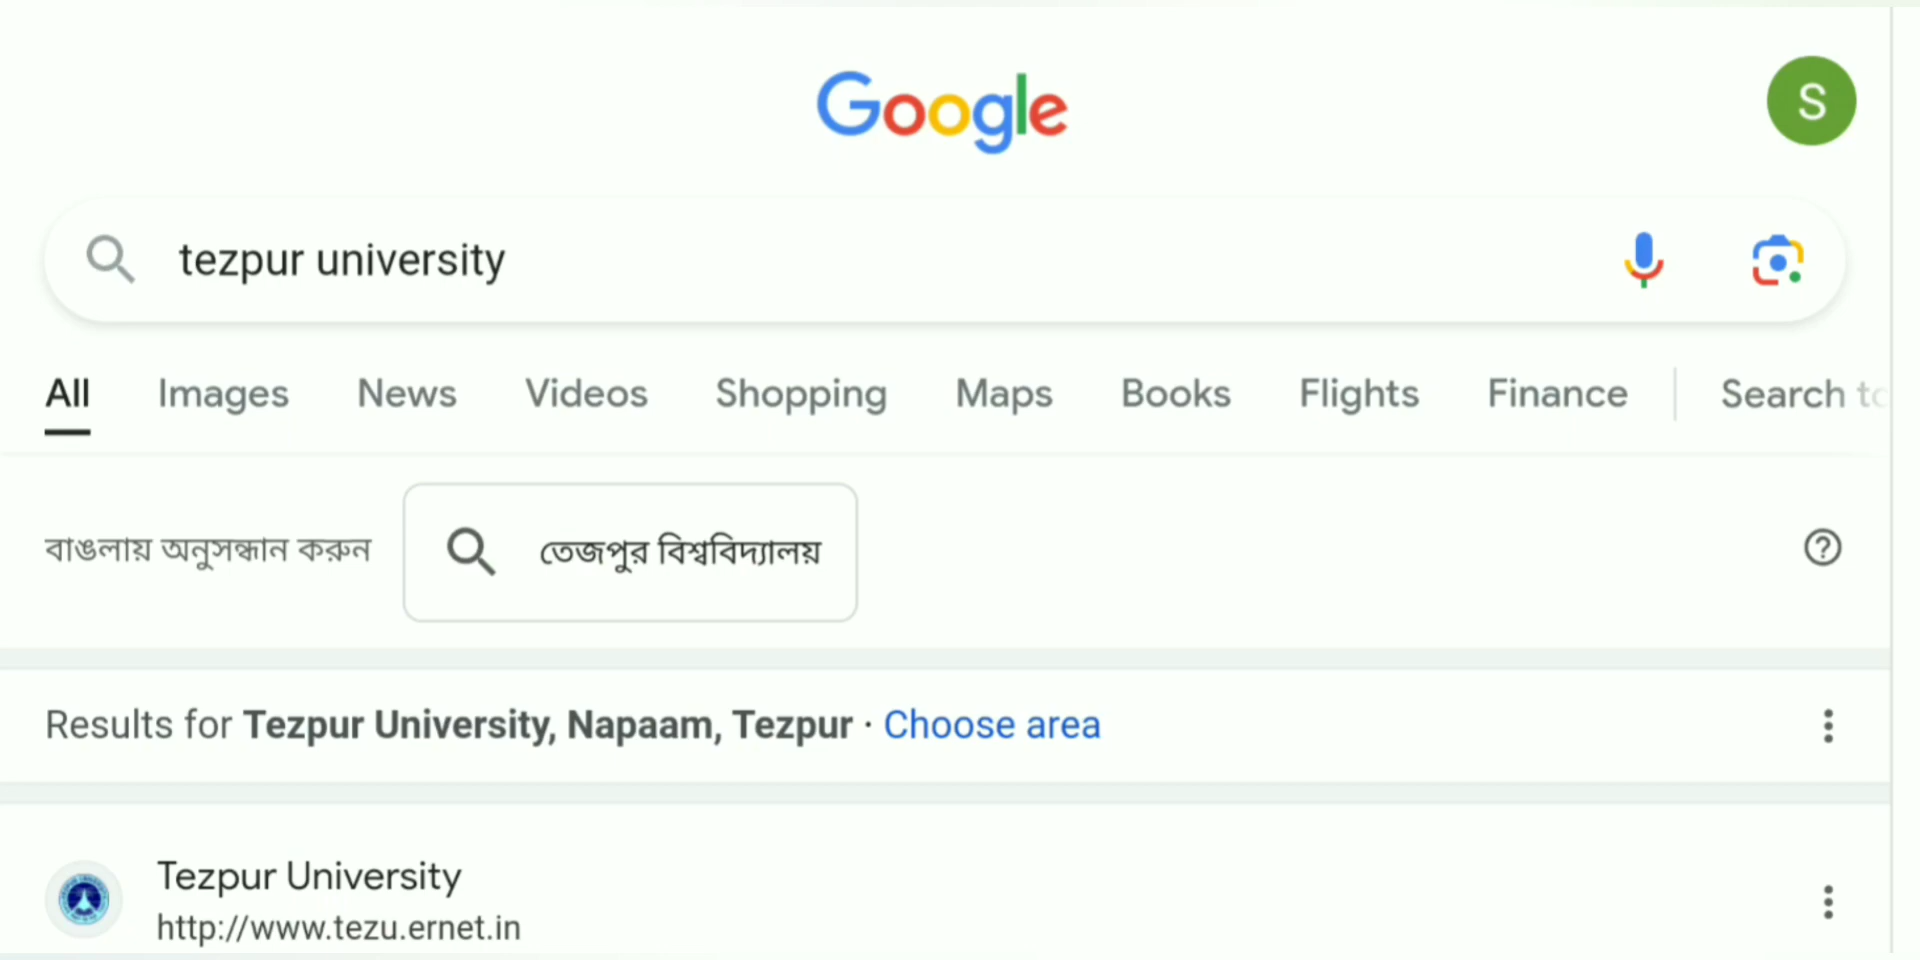 Google
S
tezpur university
All Images News Videos Shopping Maps Books Flights Finance Search
বাঙলায় অনুসন্ধান করুন
তেজপুর বিশ্ববিদ্যালয়
Results for Tezpur University, Napaam, Tezpur · Choose area
Tezpur University
http://www.tezu.ernet.in